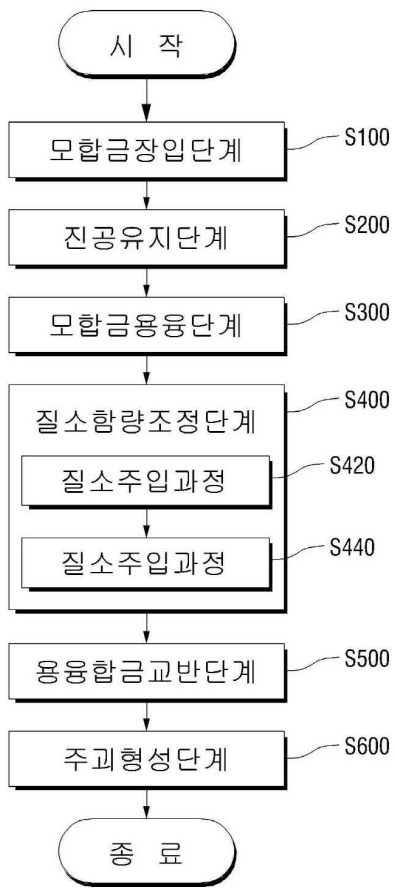 시 작
모합금장입단계
S100
진공유지단계
S200
모합금용융단계
S300
질소함량조정단계
S400
질소주입과정
S420
질소주입과정
S440
용융합금교반단계
S500
주괴형성단계
S600
종 료